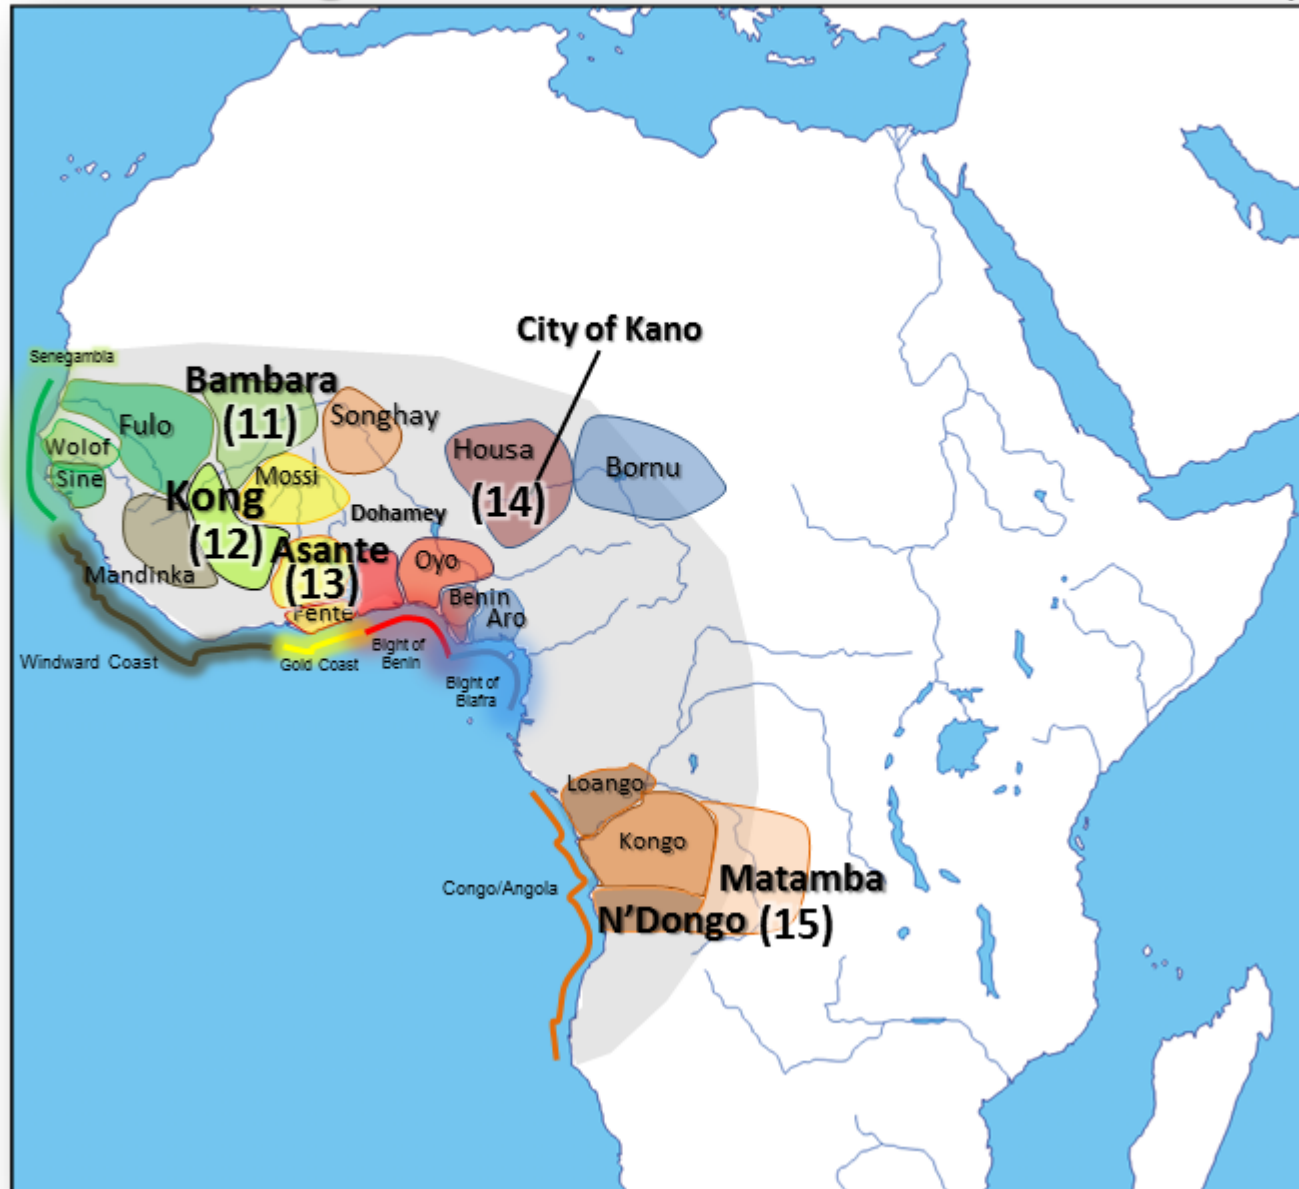 City of Kano
Senegambia
Bambara
(11)
Songhay
Fulo
Wolof
Sine
Housa
(14)
Bornu
Mossi
Kong
(12)
Dohamey
Asante
(13)
Oyo
Mandinka
Fente
Benin
Aro
Windward Coast
Gold Coast
Blight of
Benin
Blight of
Biafra
Loango
Kongo
Congo/Angola
Matamba
N'Dongo (15)